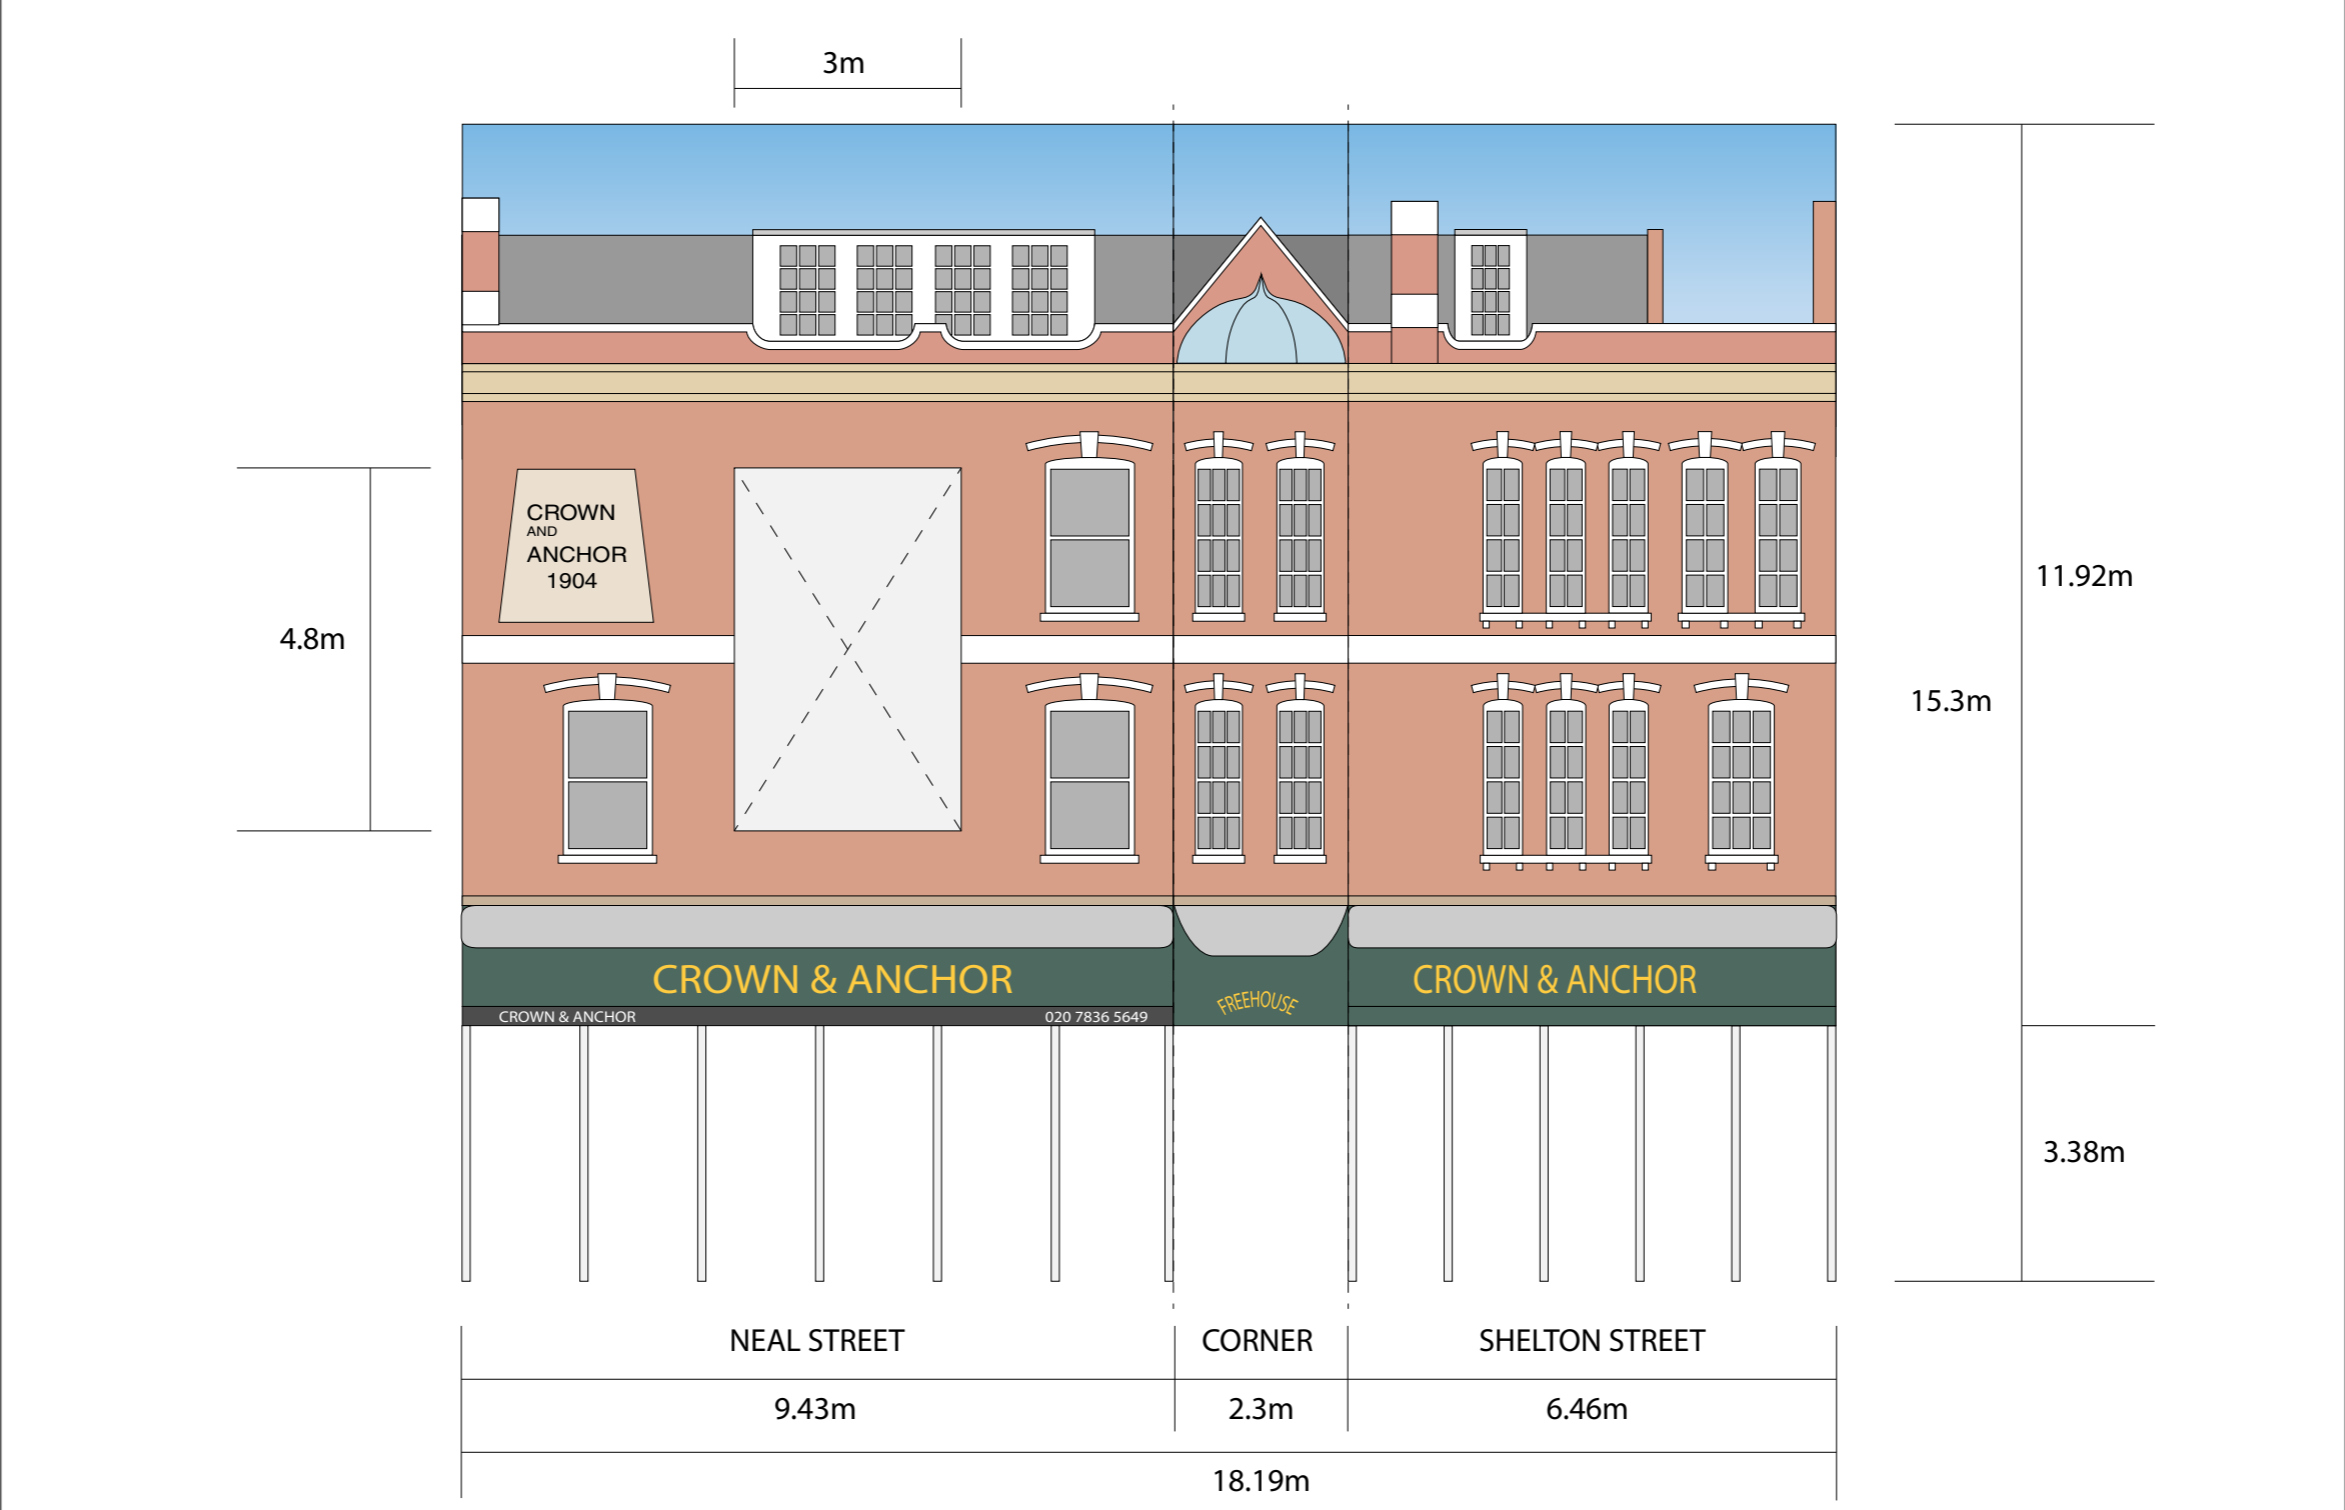 3m
CROWN
AND
ANCHOR
1904
4.8m
11.92m
15.3m
CROWN & ANCHOR
FREEHOUSE
CROWN & ANCHOR
CROWN & ANCHOR
020 7836 5649
3.38m
NEAL STREET
CORNER
SHELTON STREET
9.43m
2.3m
6.46m
18.19m